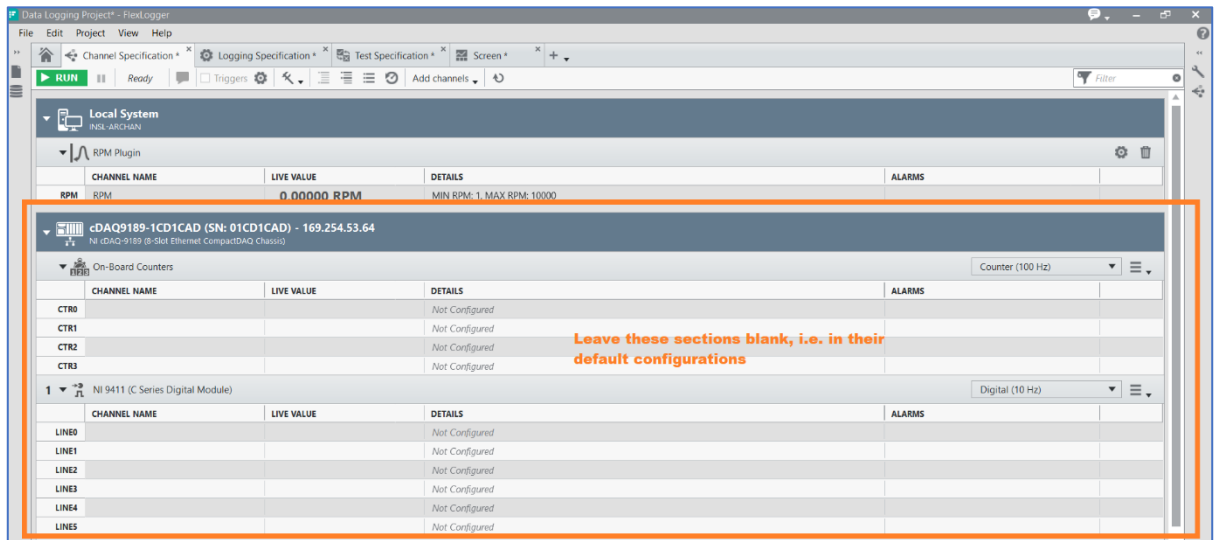 Data Logging Project* - FlexLogger
File Edit Project View Help
Channel Specification * Logging Specification * Test Specification * Screen *
RUN Ready Triggers Add channels Filter
Local System
INSL-ARCHAN
RPM Plugin
CHANNEL NAME LIVE VALUE DETAILS ALARMS
RPM RPM 0.00000 RPM MIN RPM: 1, MAX RPM: 10000
cDAQ9189-1CD1CAD (SN: 01CD1CAD) - 169.254.53.64
NI cDAQ-9189 (8-Slot Ethernet CompactDAQ Chassis)
On-Board Counters Counter (100 Hz)
CHANNEL NAME LIVE VALUE DETAILS ALARMS
CTR0 Not Configured
CTR1 Not Configured
CTR2 Not Configured
CTR3 Not Configured
Leave these sections blank, i.e. in their
default configurations
1 NI 9411 (C Series Digital Module) Digital (10 Hz)
CHANNEL NAME LIVE VALUE DETAILS ALARMS
LINE0 Not Configured
LINE1 Not Configured
LINE2 Not Configured
LINE3 Not Configured
LINE4 Not Configured
LINE5 Not Configured